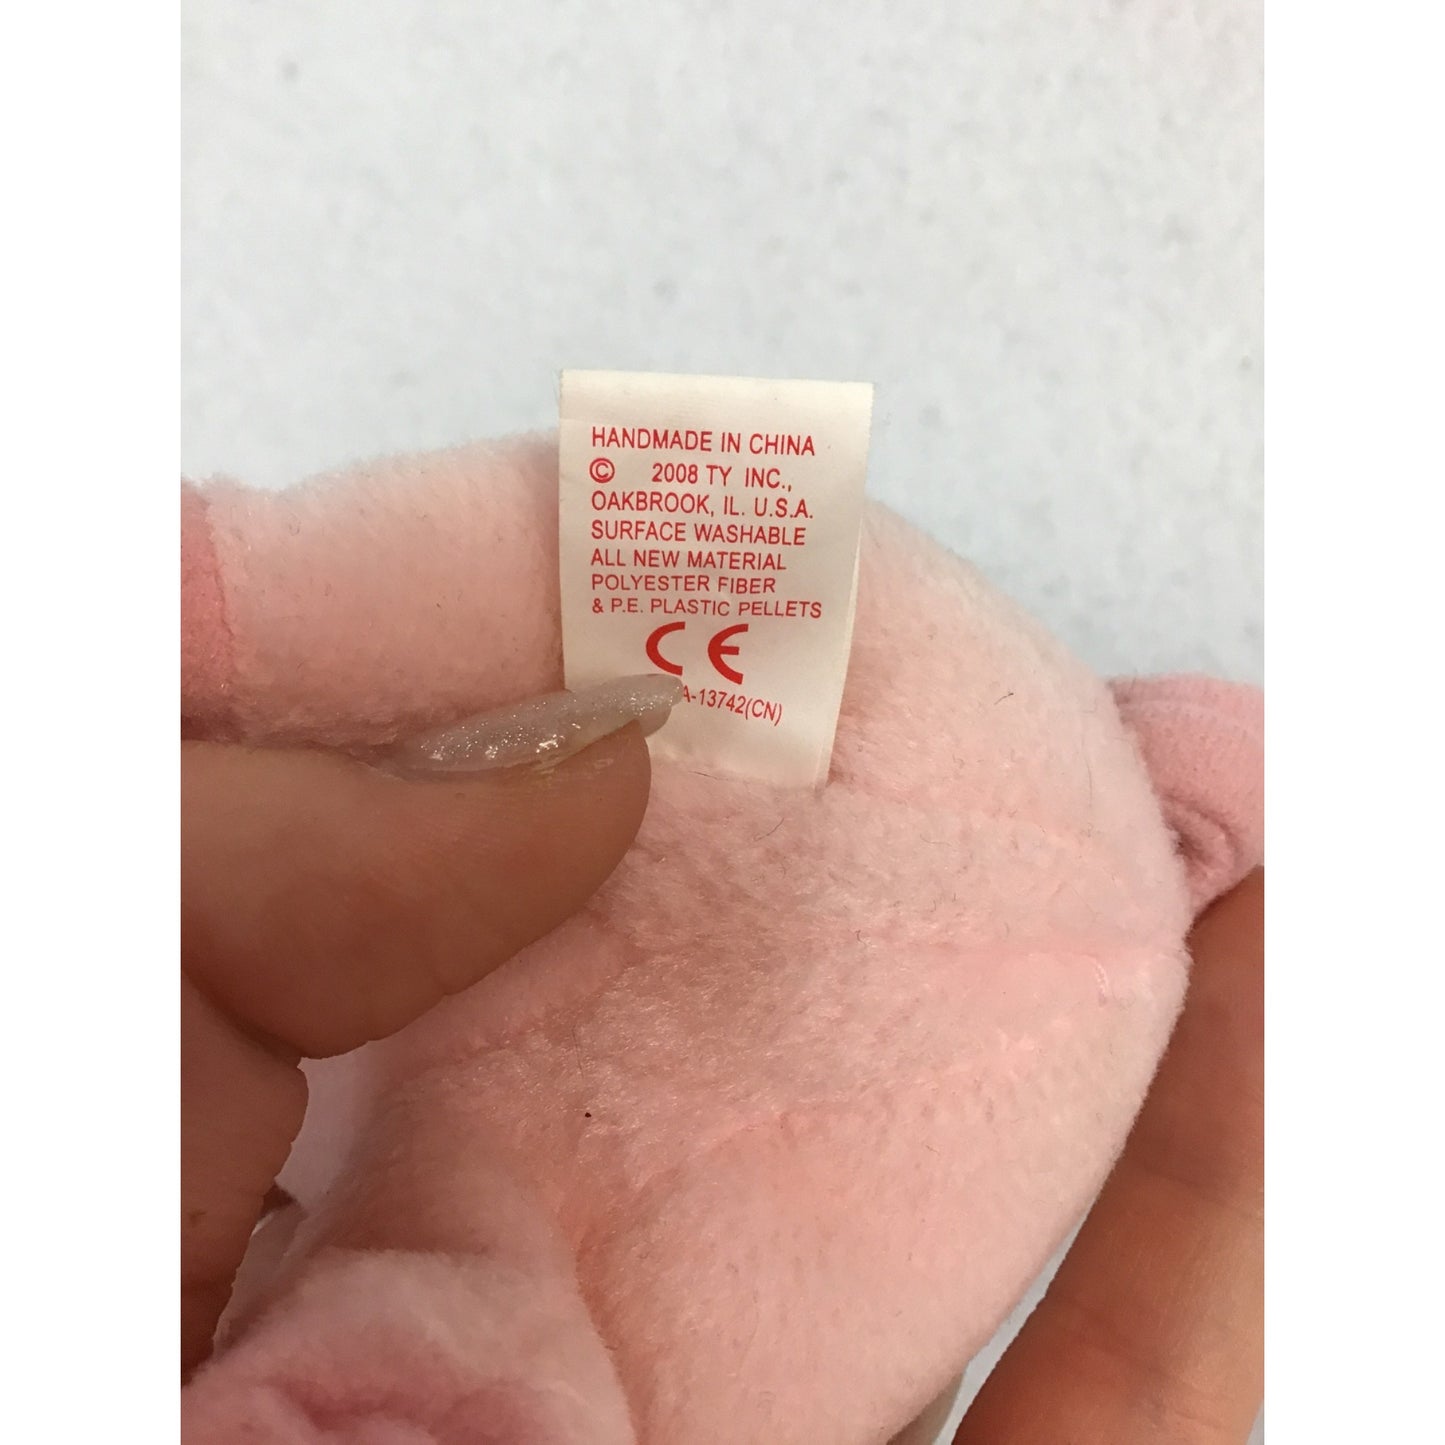 HANDMADE IN CHINA
© 2008 TY INC.,
OAKBROOK, IL. U.S.A.
SURFACE WASHABLE
ALL NEW MATERIAL
POLYESTER FIBER
& P.E. PLASTIC PELLETS
CE
A-13742(CN)